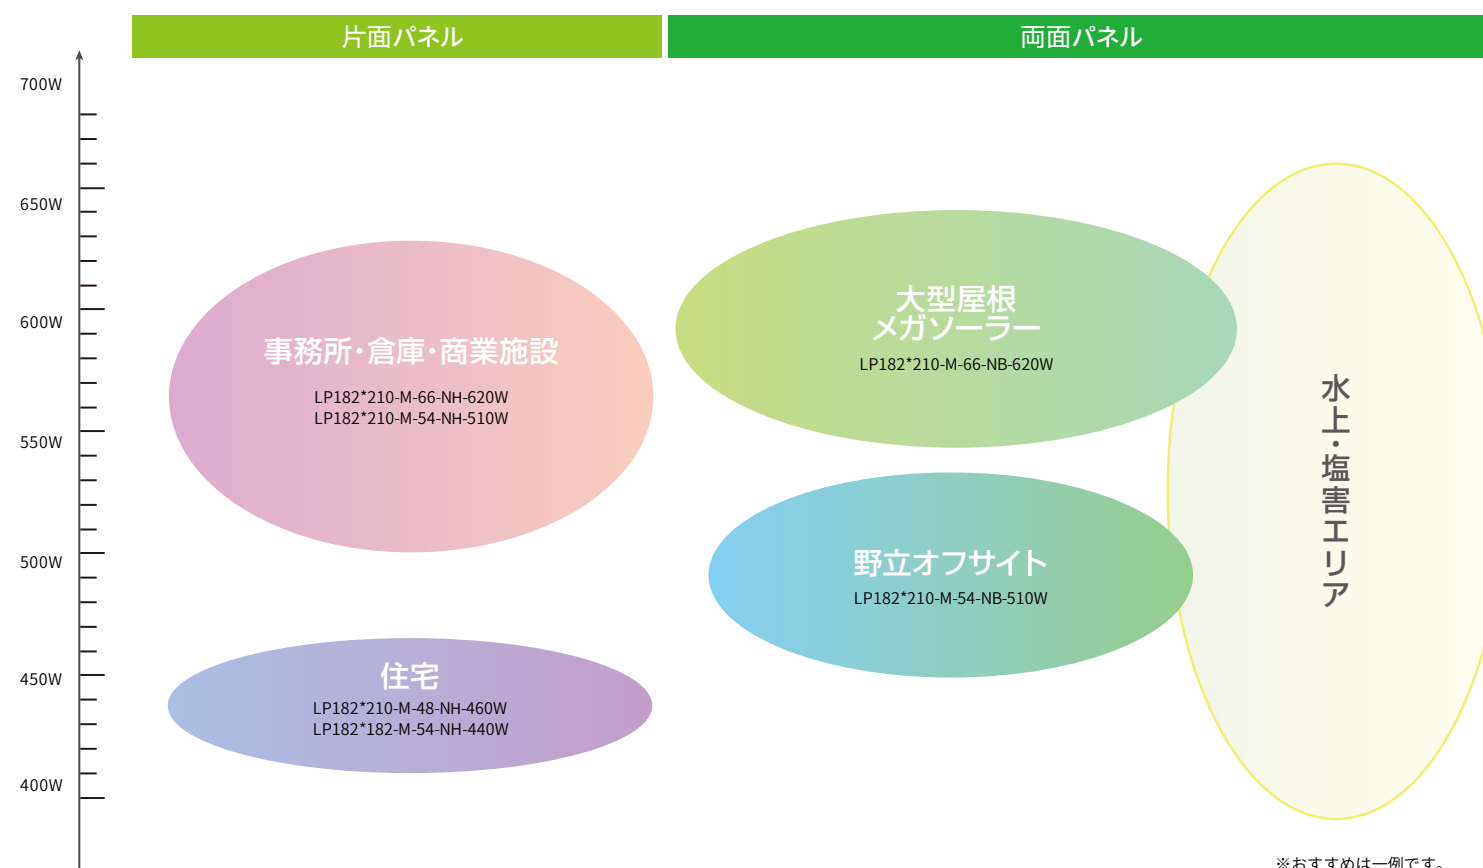 片面パネル
両面パネル
700W
650W
600W
550W
500W
450W
400W
事務所・倉庫・商業施設
LP182*210-M-66-NH-620W
LP182*210-M-54-NH-510W
住宅
LP182*210-M-48-NH-460W
LP182*182-M-54-NH-440W
大型屋根
メガソーラー
LP182*210-M-66-NB-620W
野立オフサイト
LP182*210-M-54-NB-510W
水上・塩害エリア
※おすすめは一例です。